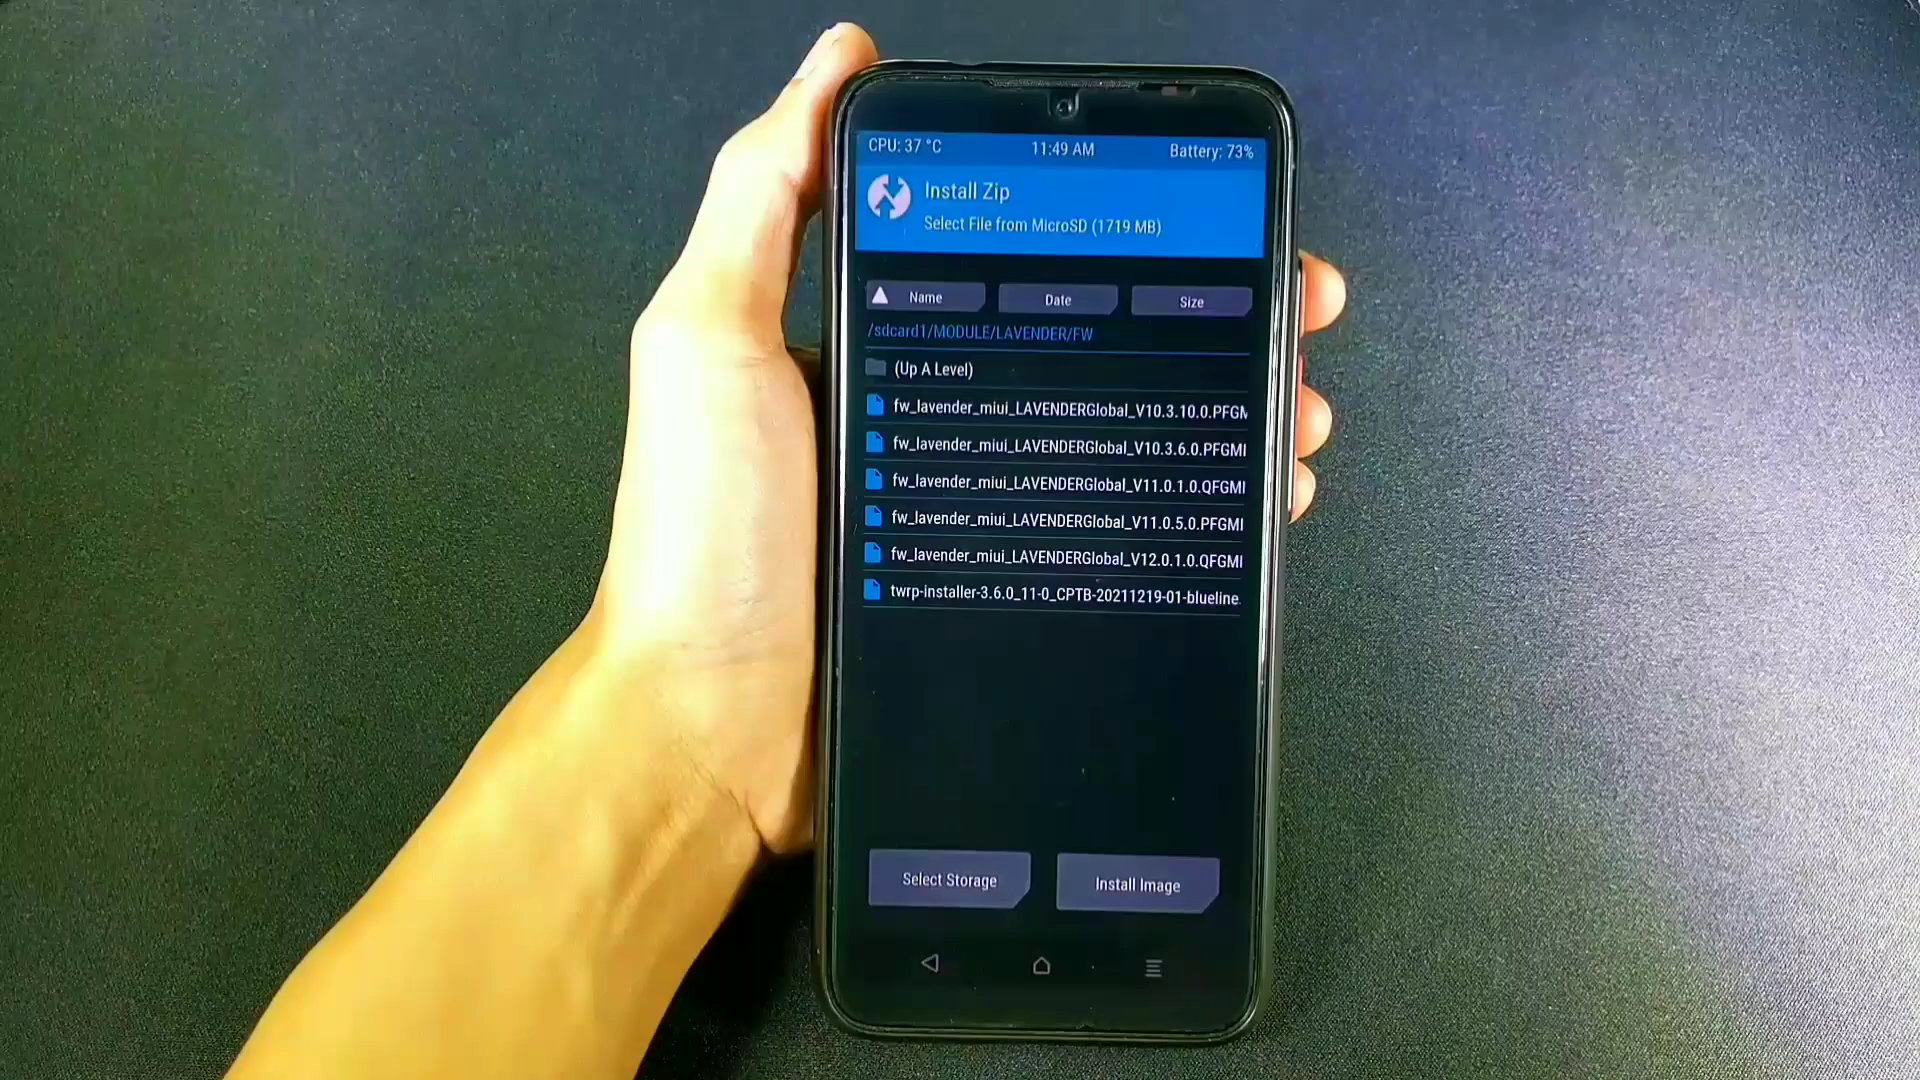 CPU: 37 °C 11:49 AM Battery: 73%
Install Zip
Select File from MicroSD (1719 MB)
Name Date Size
/sdcard1/MODULE/LAVENDER/FW
(Up A Level)
fw_lavender_miui_LAVENDERGlobal_V10.3.10.0.PFGM
fw_lavender_miui_LAVENDERGlobal_V10.3.6.0.PFGMI
fw_lavender_miui_LAVENDERGlobal_V11.0.1.0.QFGMI
fw_lavender_miui_LAVENDERGlobal_V11.0.5.0.PFGMI
fw_lavender_miui_LAVENDERGlobal_V12.0.1.0.QFGMI
twrp-installer-3.6.0_11-0_CPTB-20211219-01-blueline.
Select Storage Install Image